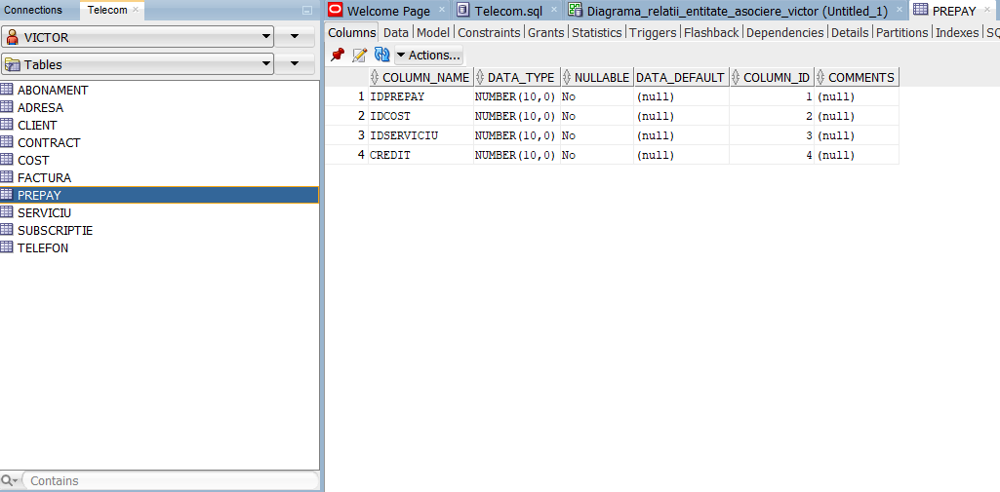 Connections Telecom
VICTOR
Tables
ABONAMENT
ADRESA
CLIENT
CONTRACT
COST
FACTURA
PREPAY
SERVICIU
SUBSCRIPTIE
TELEFON
Contains
Welcome Page Telecom.sql Diagrama_relatii_entitate_asociere_victor (Untitled_1) PREPAY
Columns Data Model Constraints Grants Statistics Triggers Flashback Dependencies Details Partitions Indexes SQ
Actions...
COLUMN_NAME DATA_TYPE NULLABLE DATA_DEFAULT COLUMN_ID COMMENTS
1 IDPREPAY NUMBER(10,0) No (null) 1 (null)
2 IDCOST NUMBER(10,0) No (null) 2 (null)
3 IDSERVICIU NUMBER(10,0) No (null) 3 (null)
4 CREDIT NUMBER(10,0) No (null) 4 (null)